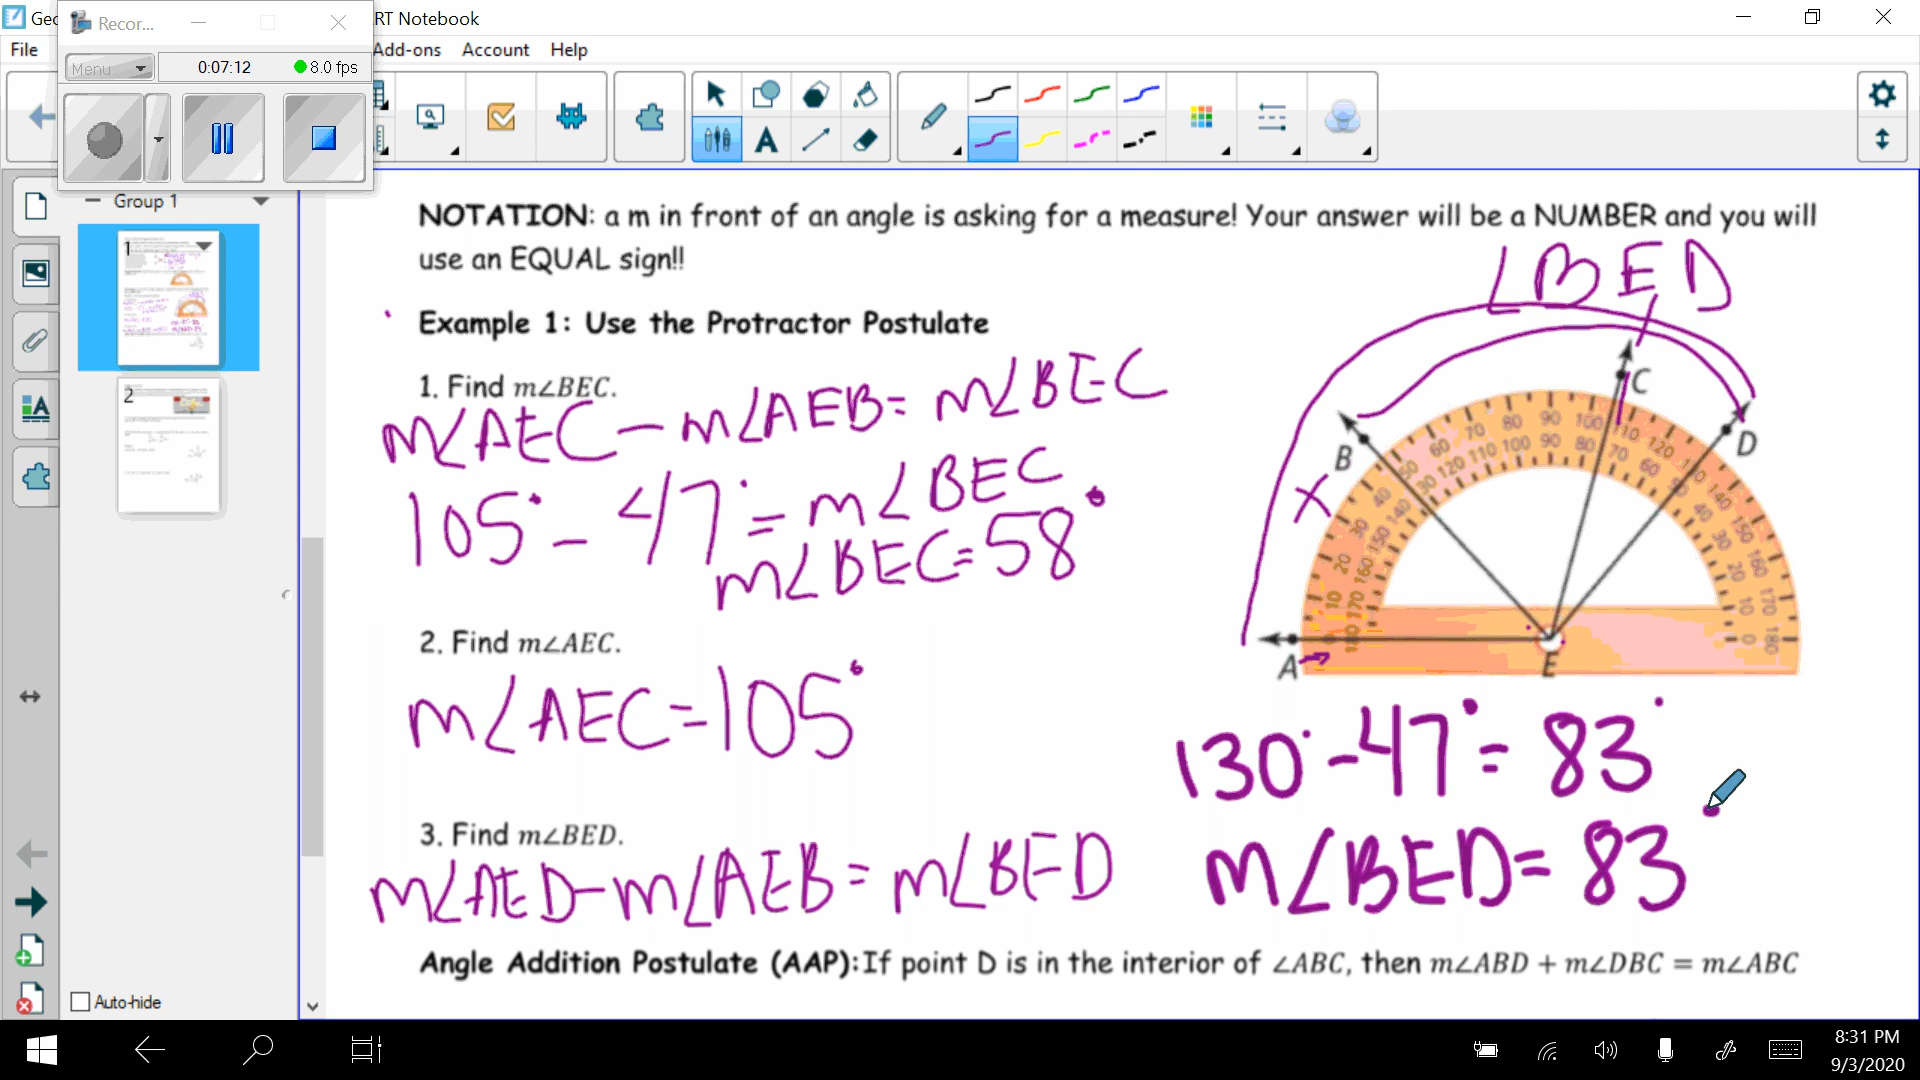 Geo
RT Notebook
Recor...
File
Add-ons Account Help
Menu
0:07:12
8.0 fps
Group 1
1
2
NOTATION: a m in front of an angle is asking for a measure! Your answer will be a NUMBER and you will
use an EQUAL sign!!
∠BED
Example 1: Use the Protractor Postulate
1. Find m∠BEC.
m∠AEC - m∠AEB = m∠BEC
105° - 47° = m∠BEC
m∠BEC = 58°
2. Find m∠AEC.
m∠AEC = 105°
A
B
C
D
E
X
130° - 47° = 83°
3. Find m∠BED.
m∠AED - m∠AEB = m∠BED
m∠BED = 83°
Angle Addition Postulate (AAP): If point D is in the interior of ∠ABC, then m∠ABD + m∠DBC = m∠ABC
Auto-hide
8:31 PM
9/3/2020